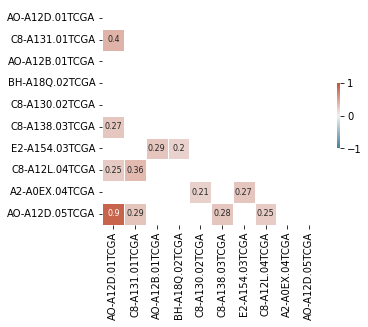 AO-A12D.01TCGA
C8-A131.01TCGA
0.4
AO-A12B.01TCGA
BH-A18Q.02TCGA
C8-A130.02TCGA
C8-A138.03TCGA
0.27
E2-A154.03TCGA
0.29 0.2
C8-A12L.04TCGA
0.25 0.36
A2-A0EX.04TCGA
0.21 0.27
AO-A12D.05TCGA
0.9 0.29 0.28 0.25
1
0
−1
AO-A12D.01TCGA
C8-A131.01TCGA
AO-A12B.01TCGA
BH-A18Q.02TCGA
C8-A130.02TCGA
C8-A138.03TCGA
E2-A154.03TCGA
C8-A12L.04TCGA
A2-A0EX.04TCGA
AO-A12D.05TCGA